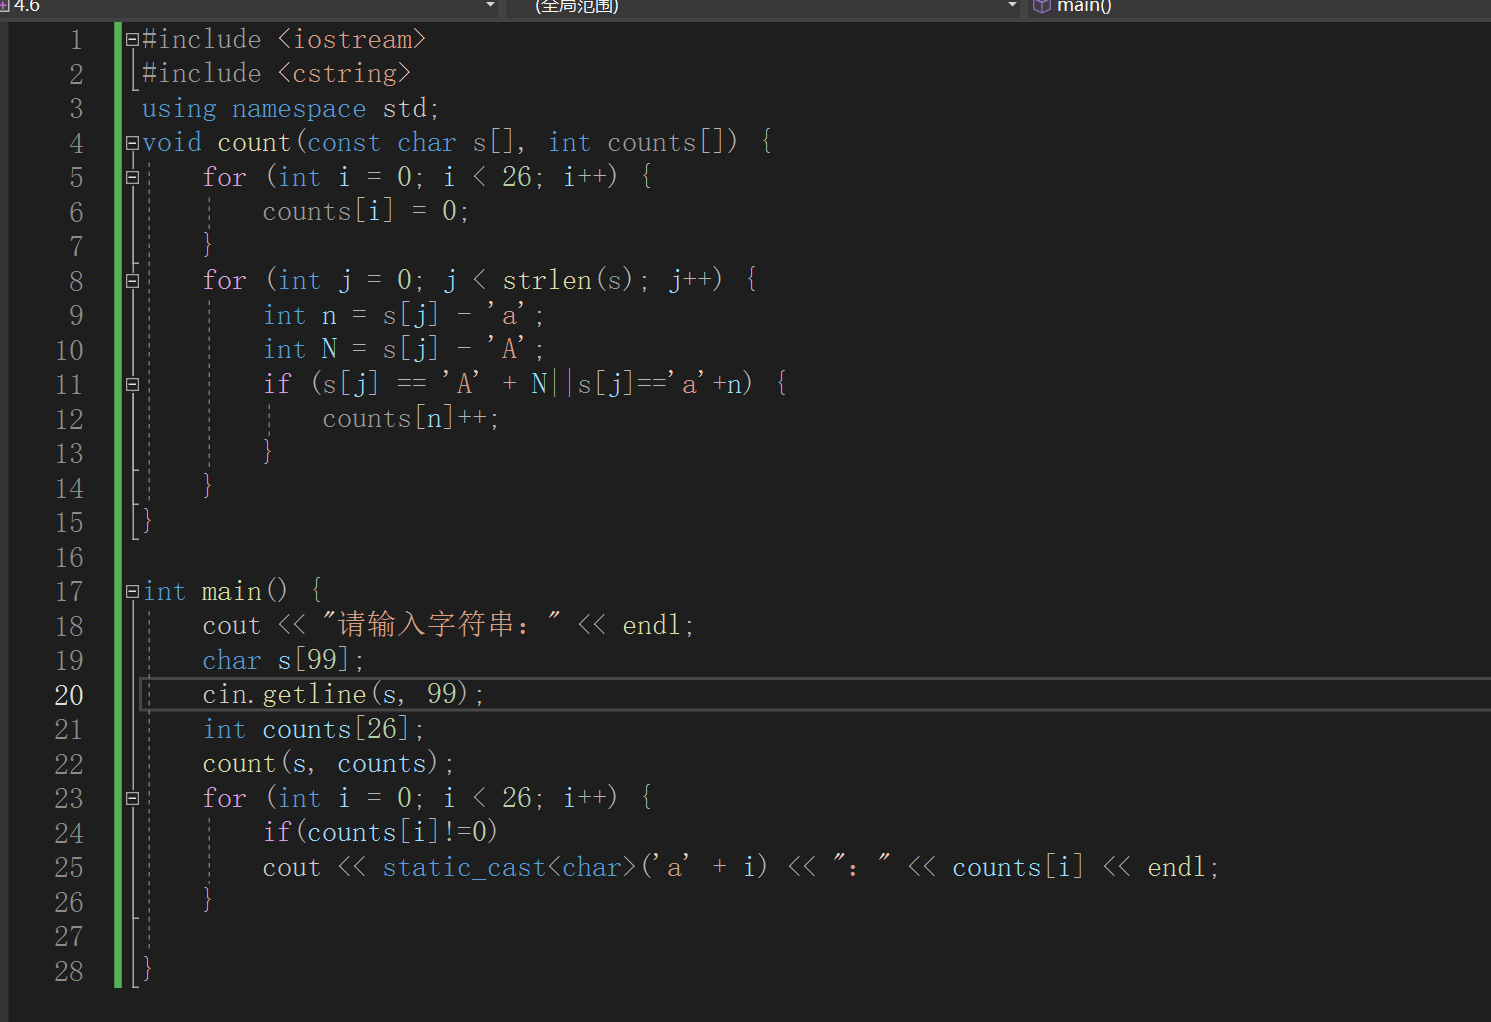 4.6 (全局范围) main()
1 #include <iostream>
2 #include <cstring>
3 using namespace std;
4 void count(const char s[], int counts[]) {
5 for (int i = 0; i < 26; i++) {
6 counts[i] = 0;
7 }
8 for (int j = 0; j < strlen(s); j++) {
9 int n = s[j] - 'a';
10 int N = s[j] - 'A';
11 if (s[j] == 'A' + N||s[j]=='a'+n) {
12 counts[n]++;
13 }
14 }
15 }
16
17 int main() {
18 cout << "请输入字符串：" << endl;
19 char s[99];
20 cin.getline(s, 99);
21 int counts[26];
22 count(s, counts);
23 for (int i = 0; i < 26; i++) {
24 if(counts[i]!=0)
25 cout << static_cast<char>('a' + i) << "：" << counts[i] << endl;
26 }
27
28 }